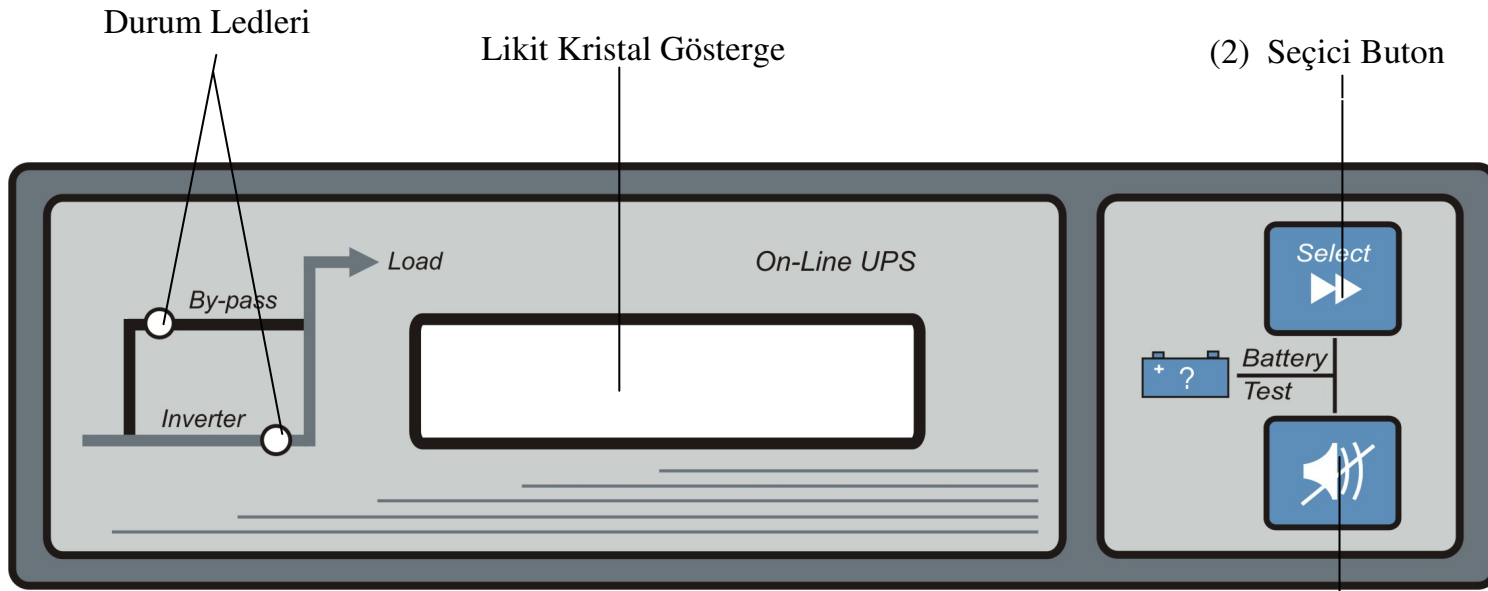 Durum Ledleri
Likit Kristal Gösterge
(2) Seçici Buton
Load
On-Line UPS
By-pass
Inverter
Select
Battery
Test
+ ?